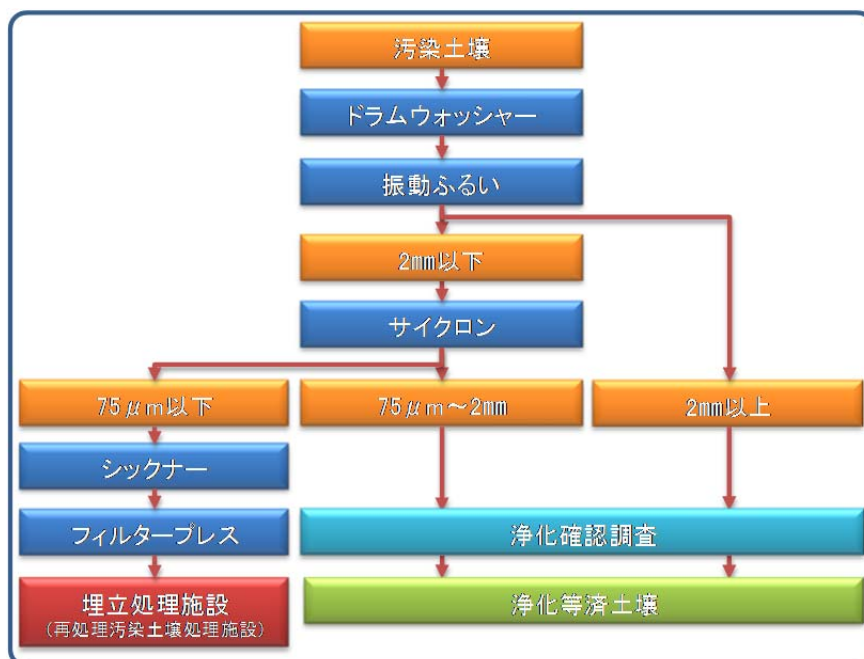 汚染土壌
ドラムウォッシャー
振動ふるい
2mm以下
サイクロン
75μm以下
75μm～2mm
2mm以上
シックナー
フィルタープレス
浄化確認調査
埋立処理施設
(再処理汚染土壌処理施設)
浄化等済土壌